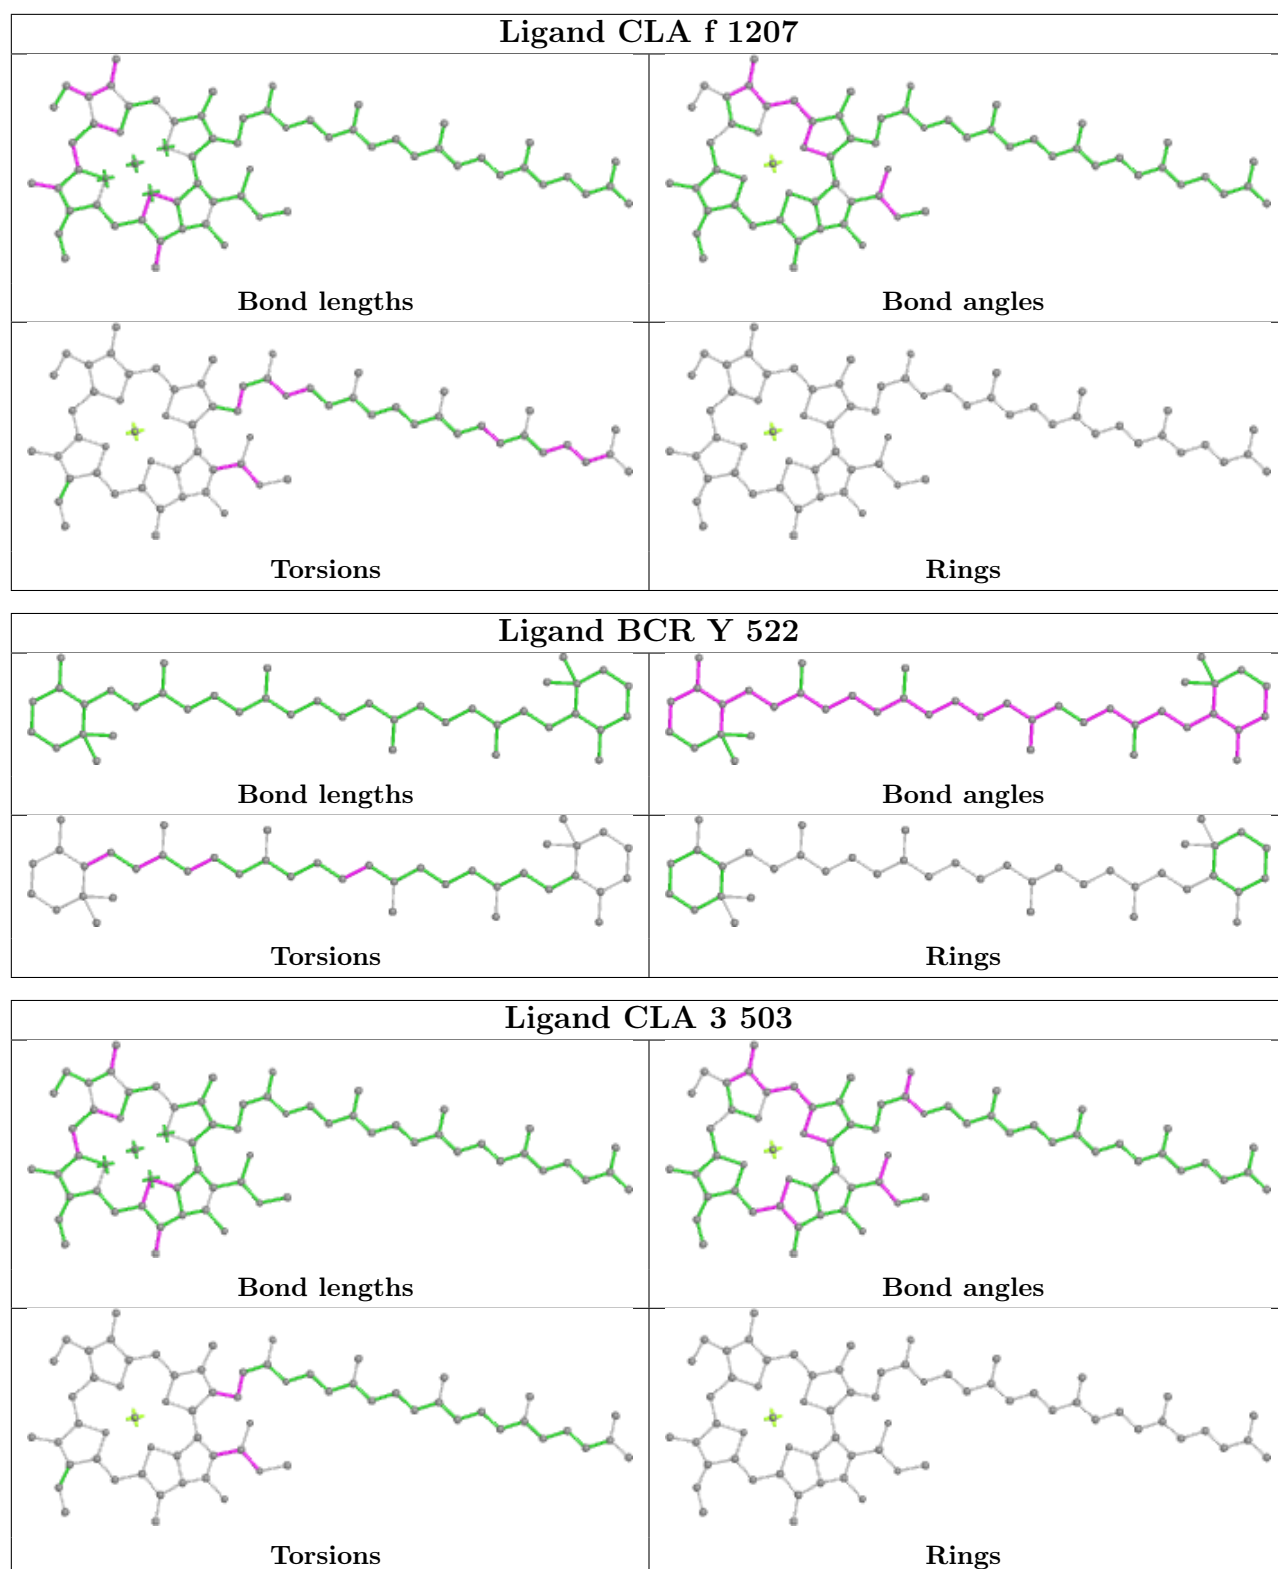 Ligand CLA f 1207
Bond lengths
Bond angles
Torsions
Rings
Ligand BCR Y 522
Bond lengths
Bond angles
Torsions
Rings
Ligand CLA 3 503
Bond lengths
Bond angles
Torsions
Rings